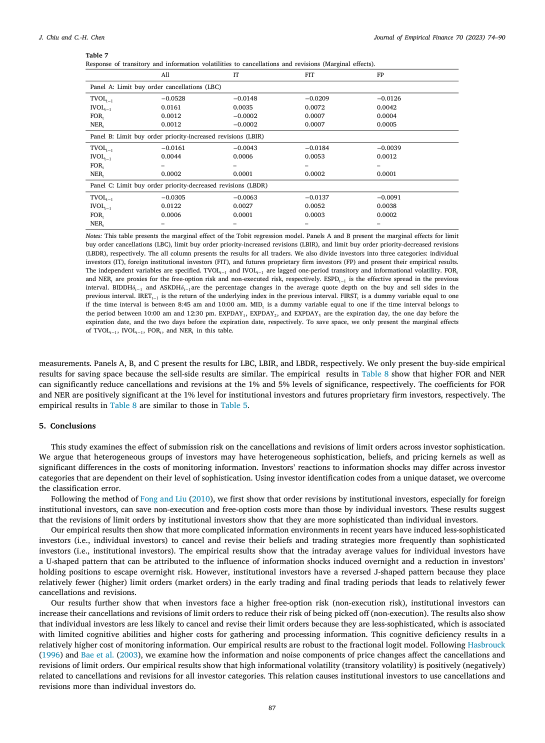 J. Chiu and C.-H. Chen
Journal of Empirical Finance 70 (2023) 74–90
Table 7
Response of transitory and information volatilities to cancellations and revisions (Marginal effects).
All IT FIT FP
Panel A: Limit buy order cancellations (LBC)
TVOLₜ₋₁ −0.0528 −0.0148 −0.0209 −0.0126
IVOLₜ₋₁ 0.0161 0.0035 0.0072 0.0042
FORₜ 0.0012 −0.0002 0.0007 0.0004
NERₜ 0.0012 −0.0002 0.0007 0.0005
Panel B: Limit buy order priority-increased revisions (LBIR)
TVOLₜ₋₁ −0.0161 −0.0043 −0.0184 −0.0039
IVOLₜ₋₁ 0.0044 0.0006 0.0053 0.0012
FORₜ – – – –
NERₜ 0.0002 0.0001 0.0002 0.0001
Panel C: Limit buy order priority-decreased revisions (LBDR)
TVOLₜ₋₁ −0.0305 −0.0063 −0.0137 −0.0091
IVOLₜ₋₁ 0.0122 0.0027 0.0052 0.0038
FORₜ 0.0006 0.0001 0.0003 0.0002
NERₜ – – – –
Notes: This table presents the marginal effect of the Tobit regression model. Panels A and B present the marginal effects for limit
buy order cancellations (LBC), limit buy order priority-increased revisions (LBIR), and limit buy order priority-decreased revisions
(LBDR), respectively. The all column presents the results for all traders. We also divide investors into three categories: individual
investors (IT), foreign institutional investors (FIT), and futures proprietary firm investors (FP) and present their empirical results.
The independent variables are specified. TVOLₜ₋₁ and IVOLₜ₋₁ are lagged one-period transitory and informational volatility. FORₜ
and NERₜ are proxies for the free-option risk and non-executed risk, respectively. ESPDₜ₋₁ is the effective spread in the previous
interval. BIDDHδₜ₋₁ and ASKDHδₜ₋₁are the percentage changes in the average quote depth on the buy and sell sides in the
previous interval. IRETₜ₋₁ is the return of the underlying index in the previous interval. FIRSTₜ is a dummy variable equal to one
if the time interval is between 8:45 am and 10:00 am. MIDₜ is a dummy variable equal to one if the time interval belongs to
the period between 10:00 am and 12:30 pm. EXPDAY₁, EXPDAY₂, and EXPDAY₃ are the expiration day, the one day before the
expiration date, and the two days before the expiration date, respectively. To save space, we only present the marginal effects
of TVOLₜ₋₁, IVOLₜ₋₁, FORₜ, and NERₜ in this table.
measurements. Panels A, B, and C present the results for LBC, LBIR, and LBDR, respectively. We only present the buy-side empirical
results for saving space because the sell-side results are similar. The empirical results in Table 8 show that higher FOR and NER
can significantly reduce cancellations and revisions at the 1% and 5% levels of significance, respectively. The coefficients for FOR
and NER are positively significant at the 1% level for institutional investors and futures proprietary firm investors, respectively. The
empirical results in Table 8 are similar to those in Table 5.
5. Conclusions
This study examines the effect of submission risk on the cancellations and revisions of limit orders across investor sophistication.
We argue that heterogeneous groups of investors may have heterogeneous sophistication, beliefs, and pricing kernels as well as
significant differences in the costs of monitoring information. Investors' reactions to information shocks may differ across investor
categories that are dependent on their level of sophistication. Using investor identification codes from a unique dataset, we overcome
the classification error.
Following the method of Fong and Liu (2010), we first show that order revisions by institutional investors, especially for foreign
institutional investors, can save non-execution and free-option costs more than those by individual investors. These results suggest
that the revisions of limit orders by institutional investors show that they are more sophisticated than individual investors.
Our empirical results then show that more complicated information environments in recent years have induced less-sophisticated
investors (i.e., individual investors) to cancel and revise their beliefs and trading strategies more frequently than sophisticated
investors (i.e., institutional investors). The empirical results show that the intraday average values for individual investors have
a U-shaped pattern that can be attributed to the influence of information shocks induced overnight and a reduction in investors'
holding positions to escape overnight risk. However, institutional investors have a reversed J-shaped pattern because they place
relatively fewer (higher) limit orders (market orders) in the early trading and final trading periods that leads to relatively fewer
cancellations and revisions.
Our results further show that when investors face a higher free-option risk (non-execution risk), institutional investors can
increase their cancellations and revisions of limit orders to reduce their risk of being picked off (non-execution). The results also show
that individual investors are less likely to cancel and revise their limit orders because they are less-sophisticated, which is associated
with limited cognitive abilities and higher costs for gathering and processing information. This cognitive deficiency results in a
relatively higher cost of monitoring information. Our empirical results are robust to the fractional logit model. Following Hasbrouck
(1996) and Bae et al. (2003), we examine how the information and noise components of price changes affect the cancellations and
revisions of limit orders. Our empirical results show that high informational volatility (transitory volatility) is positively (negatively)
related to cancellations and revisions for all investor categories. This relation causes institutional investors to use cancellations and
revisions more than individual investors do.
87